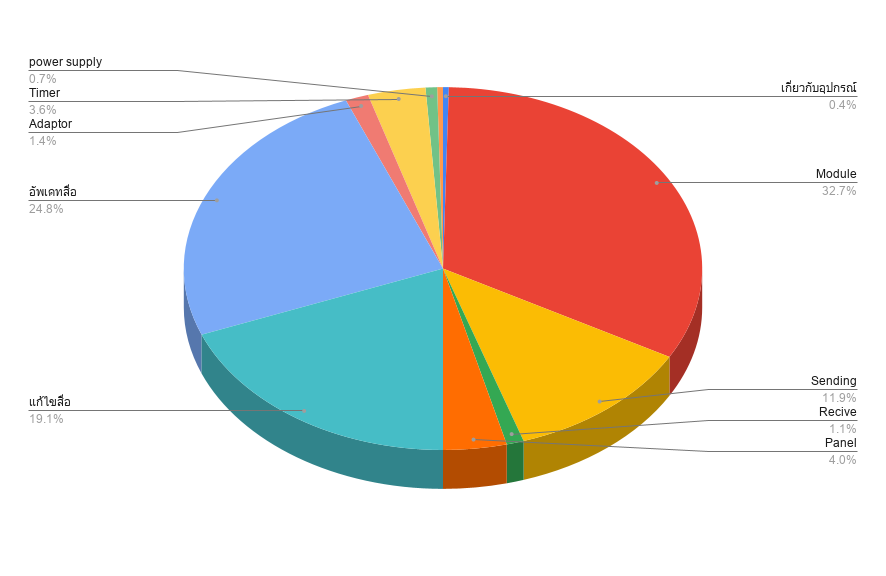 power supply
0.7%
Timer
3.6%
Adaptor
1.4%
อัพเดทสื่อ
24.8%
แก้ไขสื่อ
19.1%
เกี่ยวกับอุปกรณ์
0.4%
Module
32.7%
Sending
11.9%
Recive
1.1%
Panel
4.0%